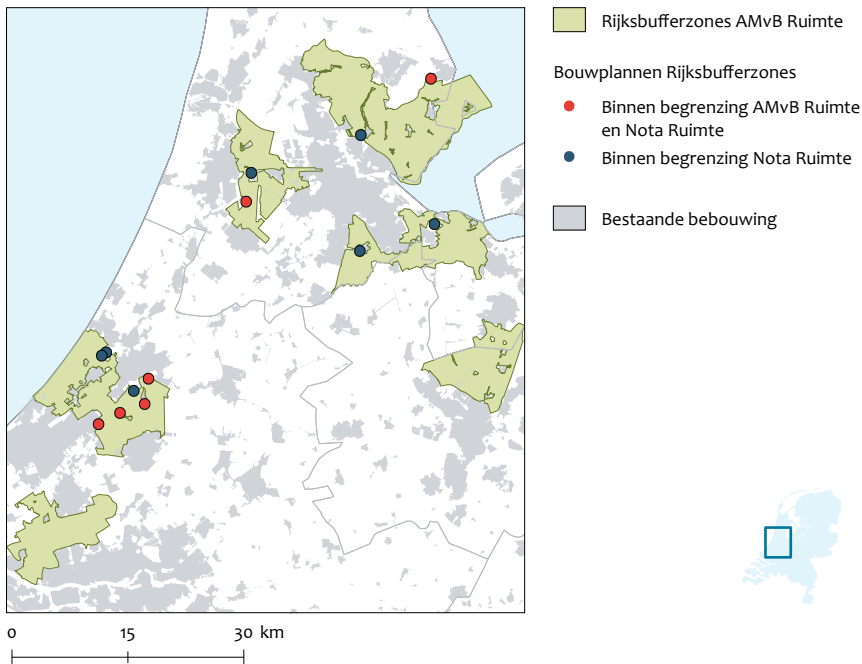 Rijksbufferzones AMvB Ruimte
Bouwplannen Rijksbufferzones
Binnen begrenzing AMvB Ruimte
en Nota Ruimte
Binnen begrenzing Nota Ruimte
Bestaande bebouwing
0 15 30 km